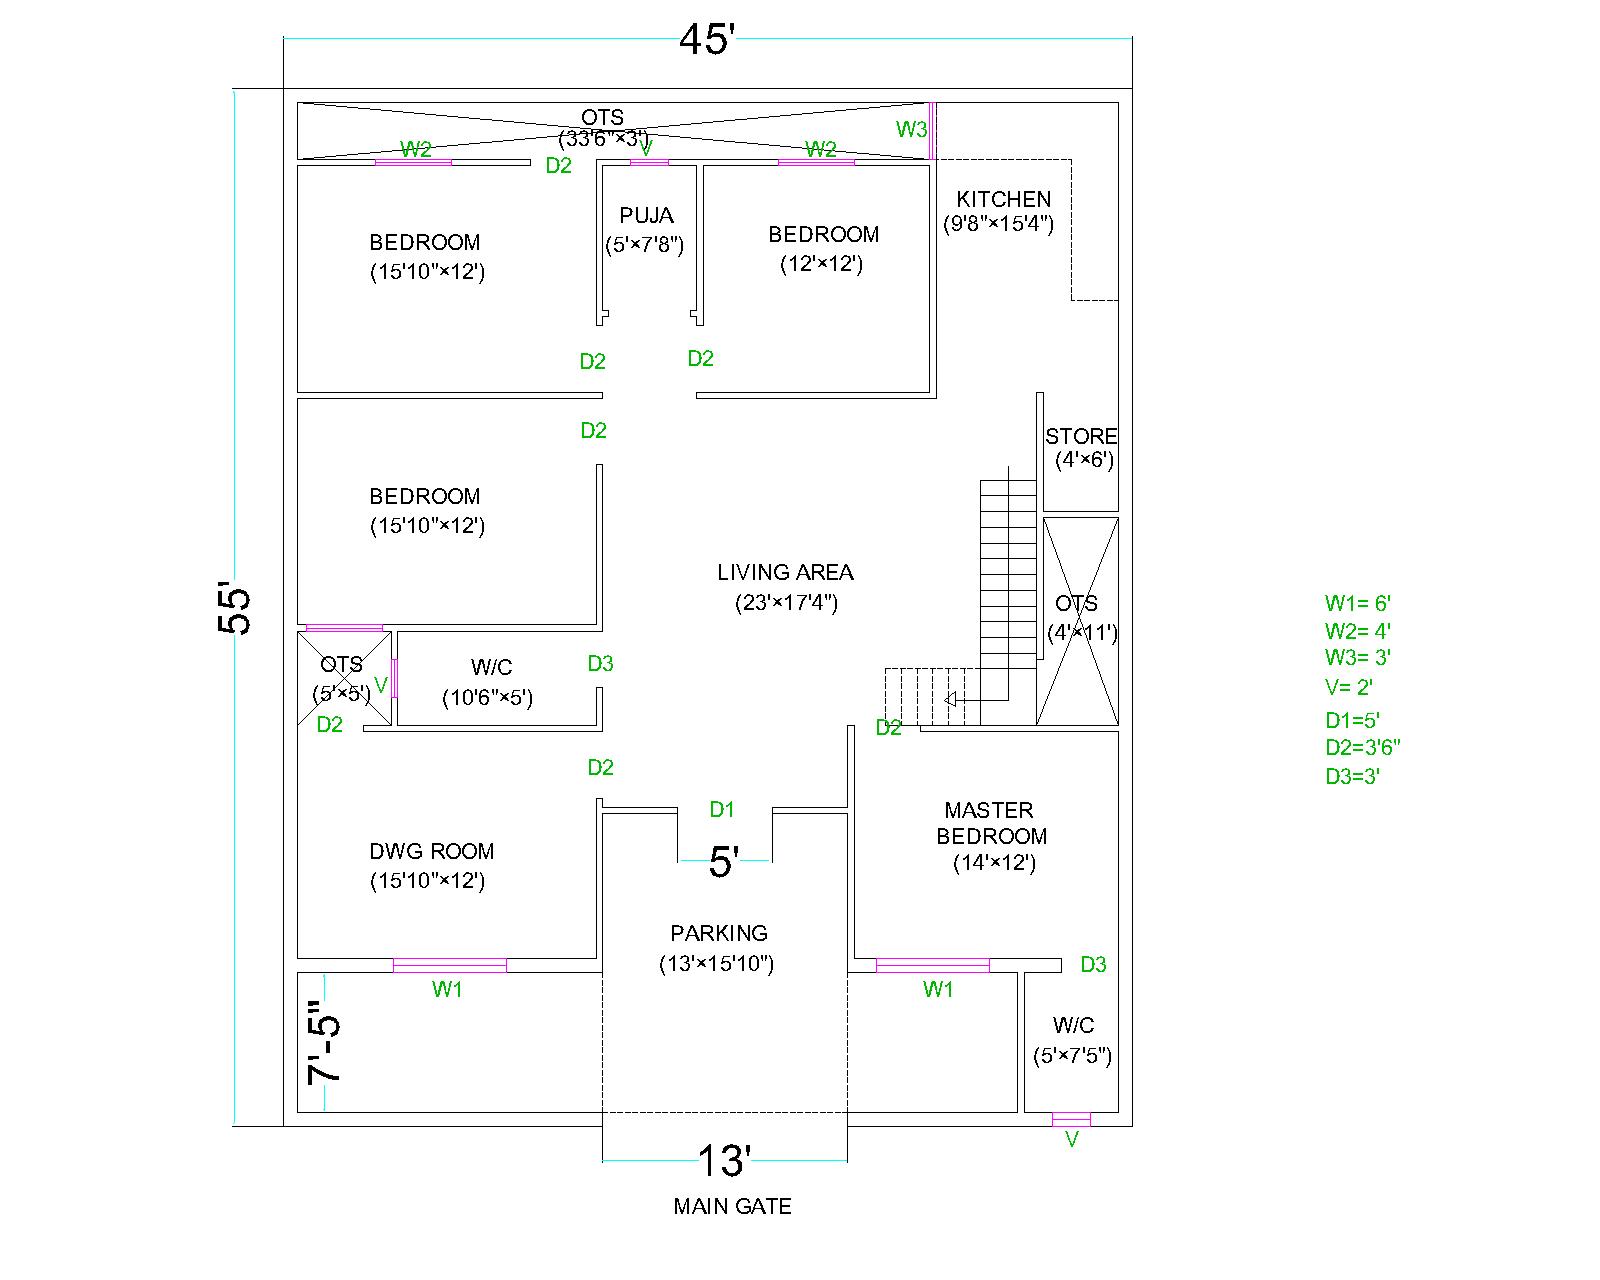 45'
OTS
(33'6"×3')
W3
W2
V
W2
D2
KITCHEN
(9'8"×15'4")
PUJA
(5'×7'8")
BEDROOM
(12'×12')
BEDROOM
(15'10"×12')
D2
D2
D2
STORE
(4'×6')
BEDROOM
(15'10"×12')
LIVING AREA
(23'×17'4")
55'
OTS
(4'×11')
W1= 6'
W2= 4'
W3= 3'
V= 2'
D1=5'
D2=3'6"
D3=3'
OTS
(5'×5')
V
W/C
(10'6"×5')
D3
D2
D2
D2
D1
MASTER
BEDROOM
(14'×12')
DWG ROOM
(15'10"×12')
5'
PARKING
(13'×15'10")
D3
W1
W1
7'-5"
W/C
(5'×7'5")
V
13'
MAIN GATE